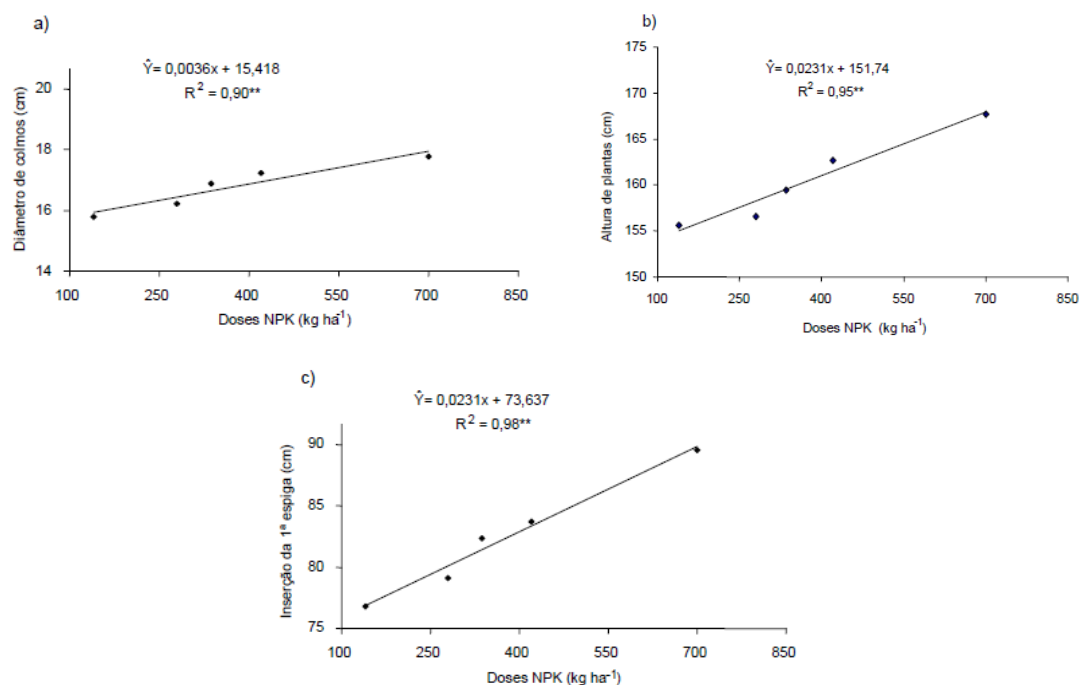 a)
Ŷ= 0,0036x + 15,418
R² = 0,90**
Diâmetro de colmos (cm)
20
18
16
14
100 250 400 550 700 850
Doses NPK (kg ha⁻¹)
b)
Ŷ= 0,0231x + 151,74
R² = 0,95**
Altura de plantas (cm)
175
170
165
160
155
150
100 250 400 550 700 850
Doses NPK (kg ha⁻¹)
c)
Ŷ= 0,0231x + 73,637
R² = 0,98**
Inserção da 1ª espiga (cm)
90
85
80
75
100 250 400 550 700 850
Doses NPK (kg ha⁻¹)